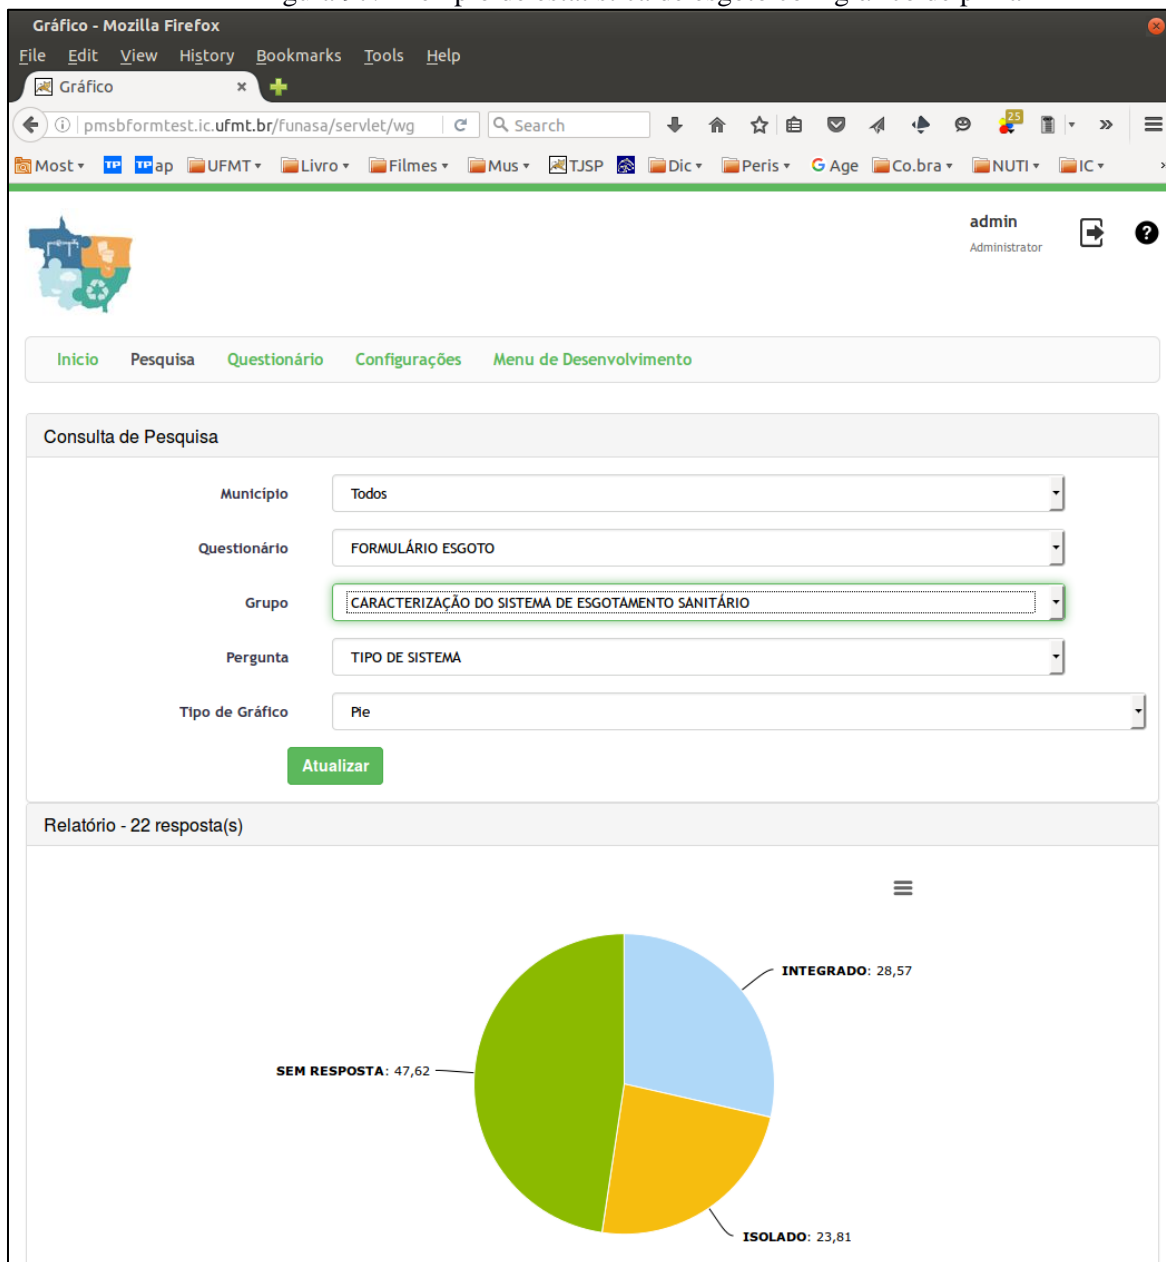 Gráfico - Mozilla Firefox
File Edit View History Bookmarks Tools Help
Gráfico
pmsbformtest.ic.ufmt.br/funasa/servlet/wg Search 25
Most TP TP ap UFMT Livro Filmes Mus TJSP Dic Peris G Age Co.bra NUTI IC
admin
Administrator
Inicio Pesquisa Questionário Configurações Menu de Desenvolvimento
Consulta de Pesquisa
Município Todos
Questionário FORMULÁRIO ESGOTO
Grupo CARACTERIZAÇÃO DO SISTEMA DE ESGOTAMENTO SANITÁRIO
Pergunta TIPO DE SISTEMA
Tipo de Gráfico Pie
Atualizar
Relatório - 22 resposta(s)
INTEGRADO: 28,57
SEM RESPOSTA: 47,62
ISOLADO: 23,81